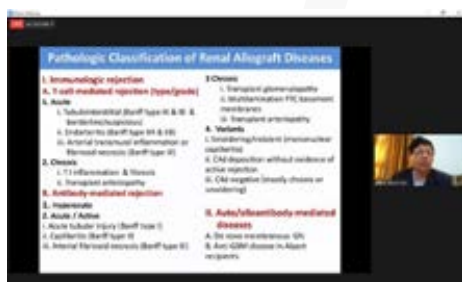 Pathologic Classification of Renal Allograft Diseases
I. Immunologic rejection
A. T-cell mediated rejection (type/grade)
1. Acute
i. Tubulointerstitial (Banff type IA & IB &
Borderline/suspicious)
ii. Endarteritis (Banff type IIA & IIB)
iii. Arterial transmural inflammation or
fibrinoid necrosis (Banff type III)
2. Chronic
i. T I inflammation & fibrosis
ii. Transplant arteriopathy
B. Antibody-mediated rejection
1. Hyperacute
2. Acute / Active
i. Acute tubular injury (Banff type I)
ii. Capillaritis (Banff type II)
iii. Arterial fibrinoid necrosis (Banff type III)
3 Chronic
i. Transplant glomerulopathy
ii. Multilamination PTC basement
membranes
iii. Transplant arteriopathy
4. Variants
i. Smoldering/indolent (mononuclear
capillaritis)
ii. C4d deposition without evidence of
active rejection
iii. C4d negative (mostly chronic or
smoldering)
II. Auto/alloantibody-mediated
diseases
A. De novo membranous GN
B. Anti-GBM disease in Alport
recipients